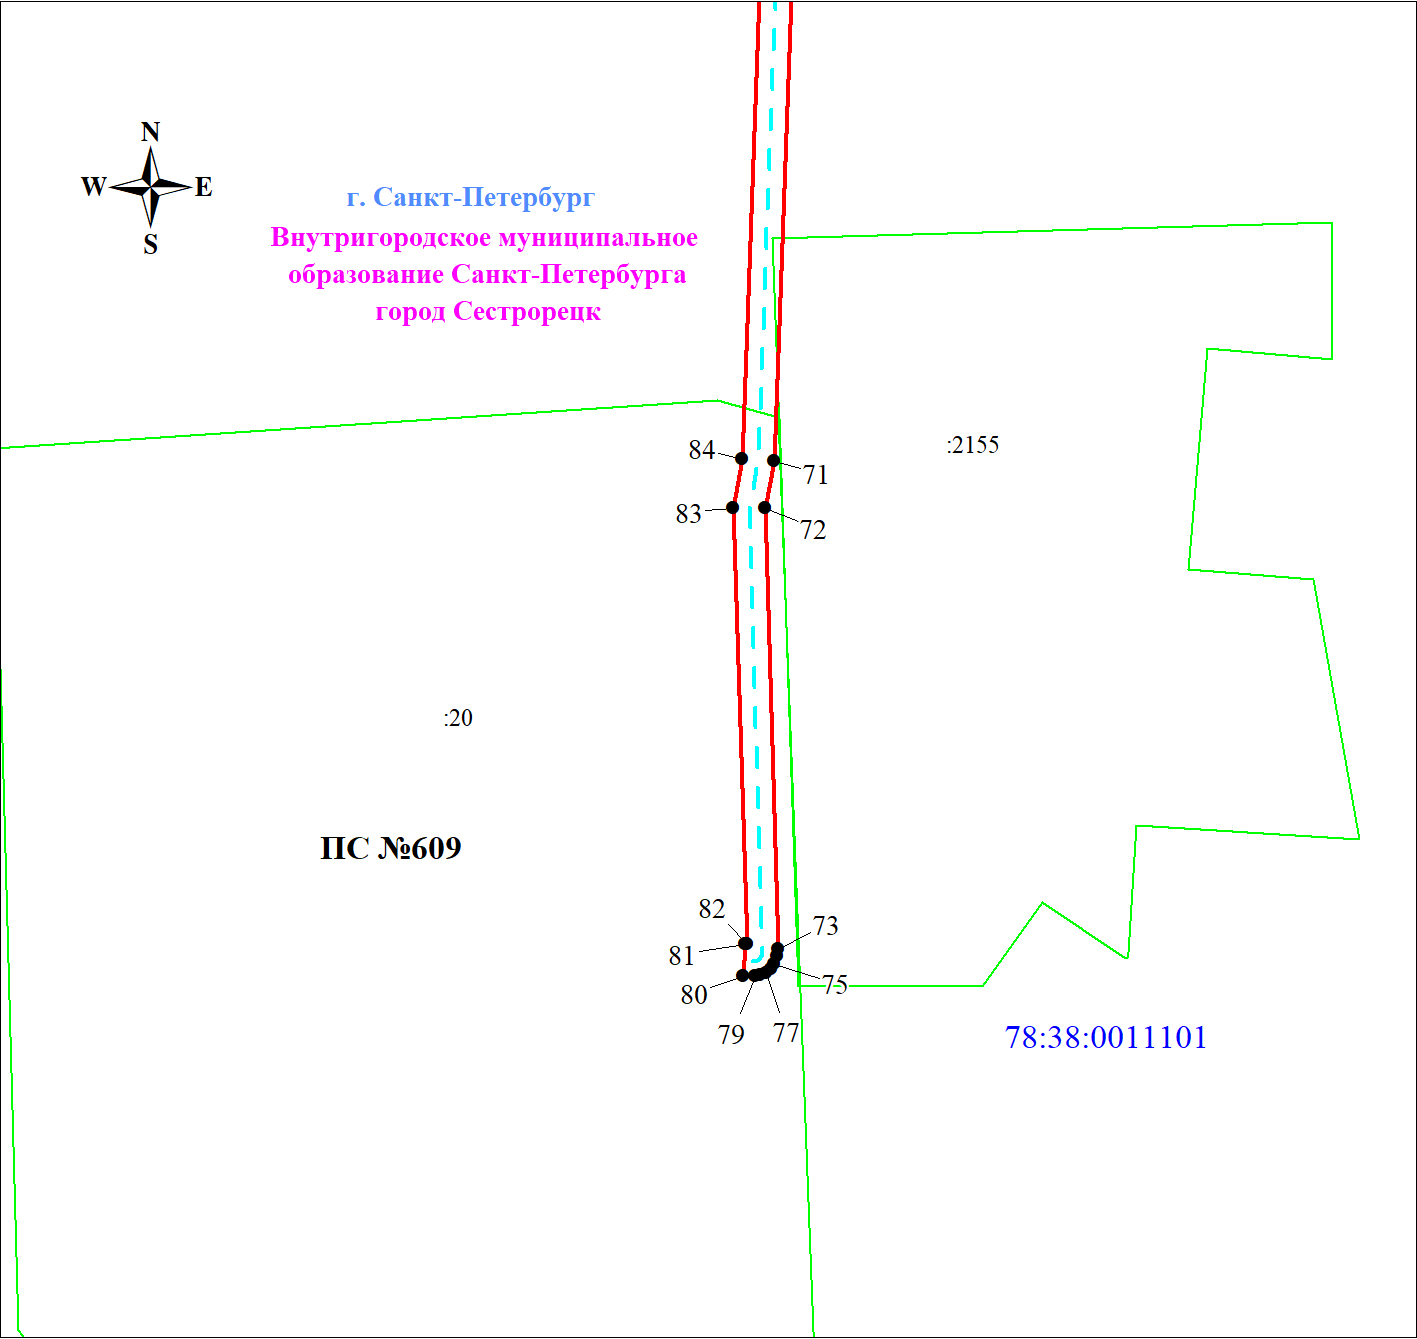 N
W E
S
г. Санкт-Петербург
Внутригородское муниципальное
образование Санкт-Петербурга
город Сестрорецк
84
71
:2155
83
72
:20
ПС №609
82
73
81
75
80
79
77
78:38:0011101